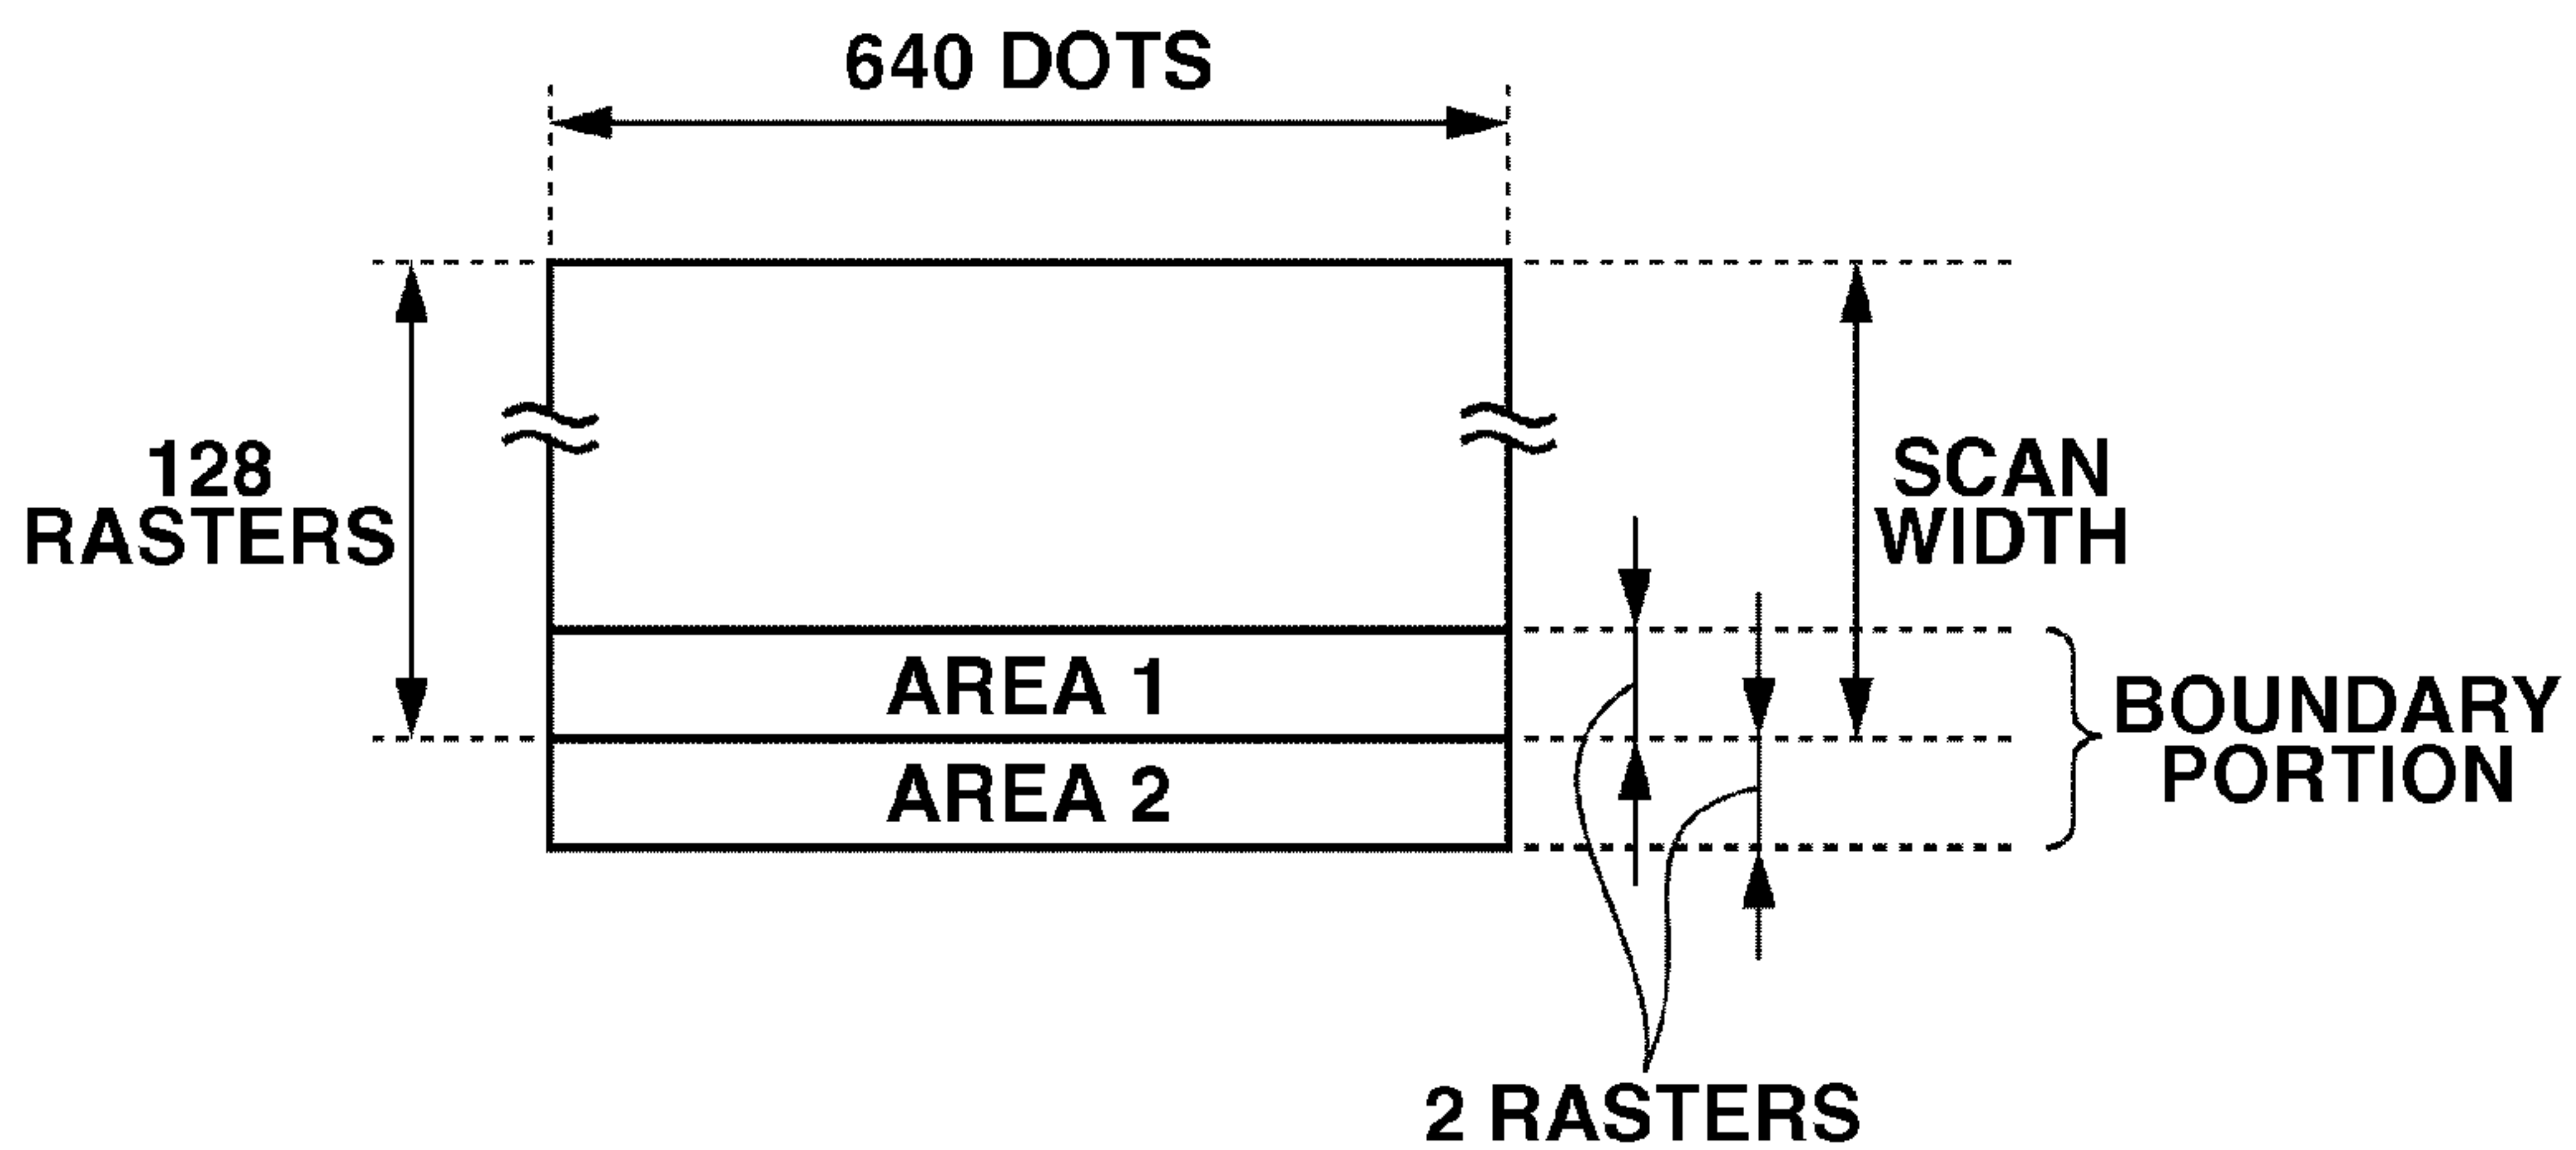 640 DOTS
128
RASTERS
SCAN
WIDTH
AREA 1
AREA 2
BOUNDARY
PORTION
2 RASTERS